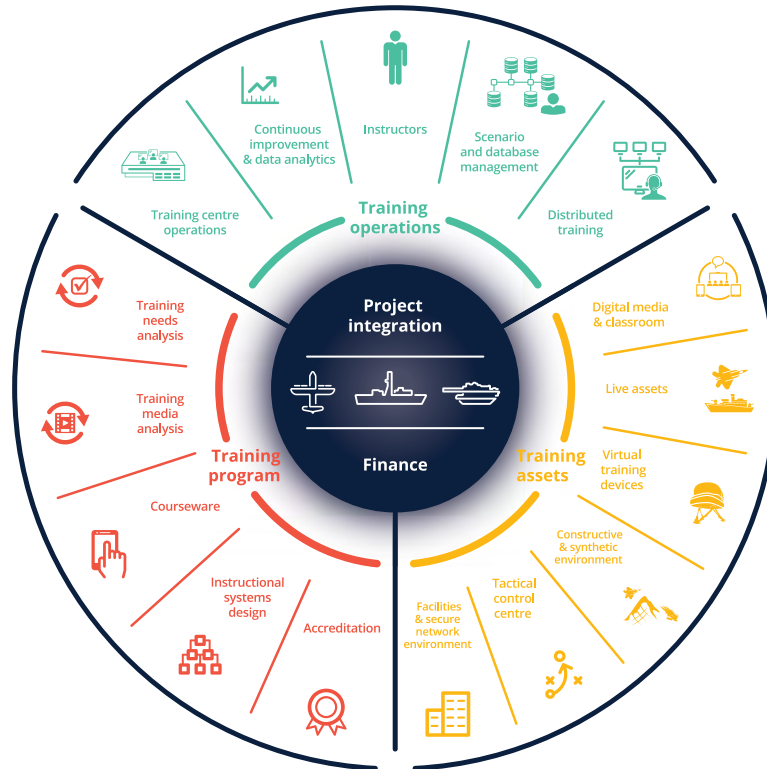 Instructors
Continuous
improvement
& data analytics
Scenario
and database
management
Training centre
operations
Training
operations
Distributed
training
Project
integration
Finance
Digital media
& classroom
Live assets
Virtual
training
devices
Training
assets
Constructive
& synthetic
environment
Tactical
control
centre
Facilities
& secure
network
environment
Training
needs
analysis
Training
media
analysis
Training
program
Courseware
Instructional
systems
design
Accreditation